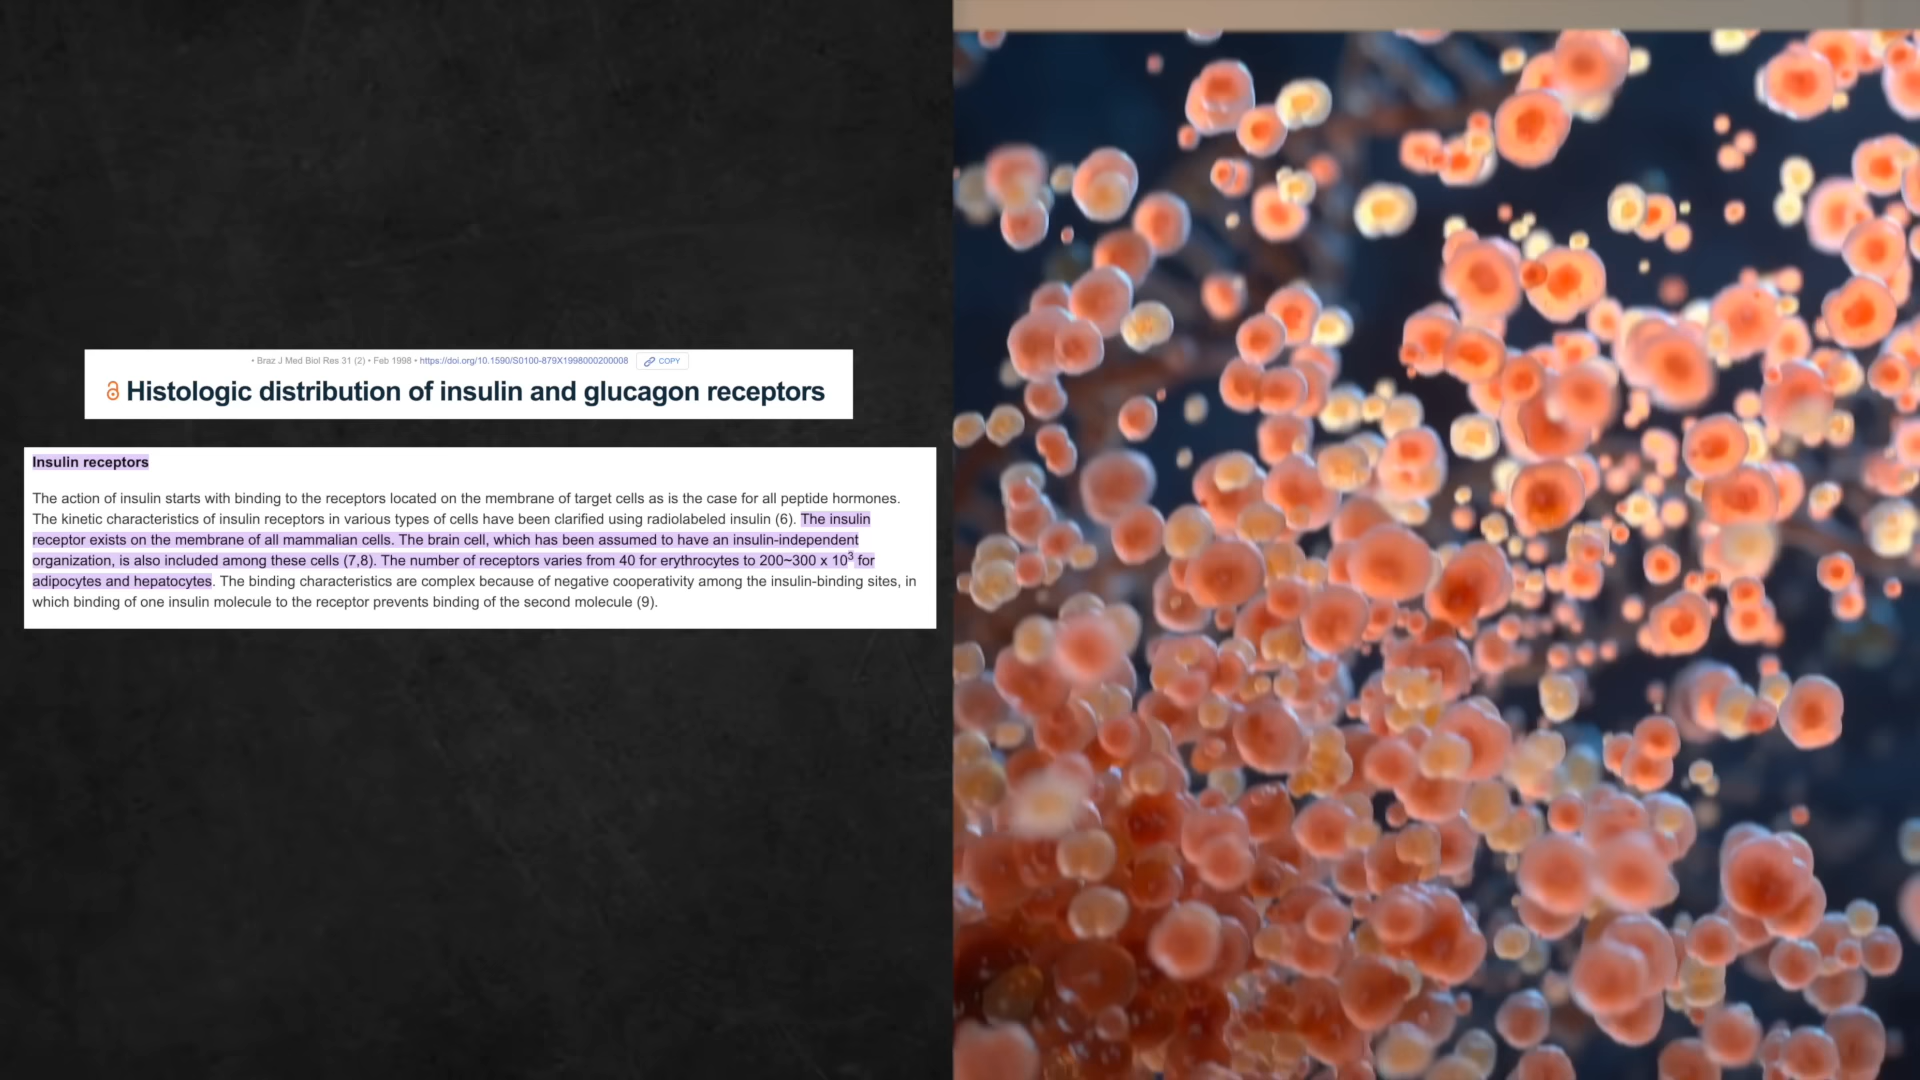 • Braz J Med Biol Res 31 (2) • Feb 1998 • https://doi.org/10.1590/S0100-879X1998000200008 COPY
Histologic distribution of insulin and glucagon receptors
Insulin receptors
The action of insulin starts with binding to the receptors located on the membrane of target cells as is the case for all peptide hormones.
The kinetic characteristics of insulin receptors in various types of cells have been clarified using radiolabeled insulin (6). The insulin
receptor exists on the membrane of all mammalian cells. The brain cell, which has been assumed to have an insulin-independent
organization, is also included among these cells (7,8). The number of receptors varies from 40 for erythrocytes to 200~300 x 10³ for
adipocytes and hepatocytes. The binding characteristics are complex because of negative cooperativity among the insulin-binding sites, in
which binding of one insulin molecule to the receptor prevents binding of the second molecule (9).